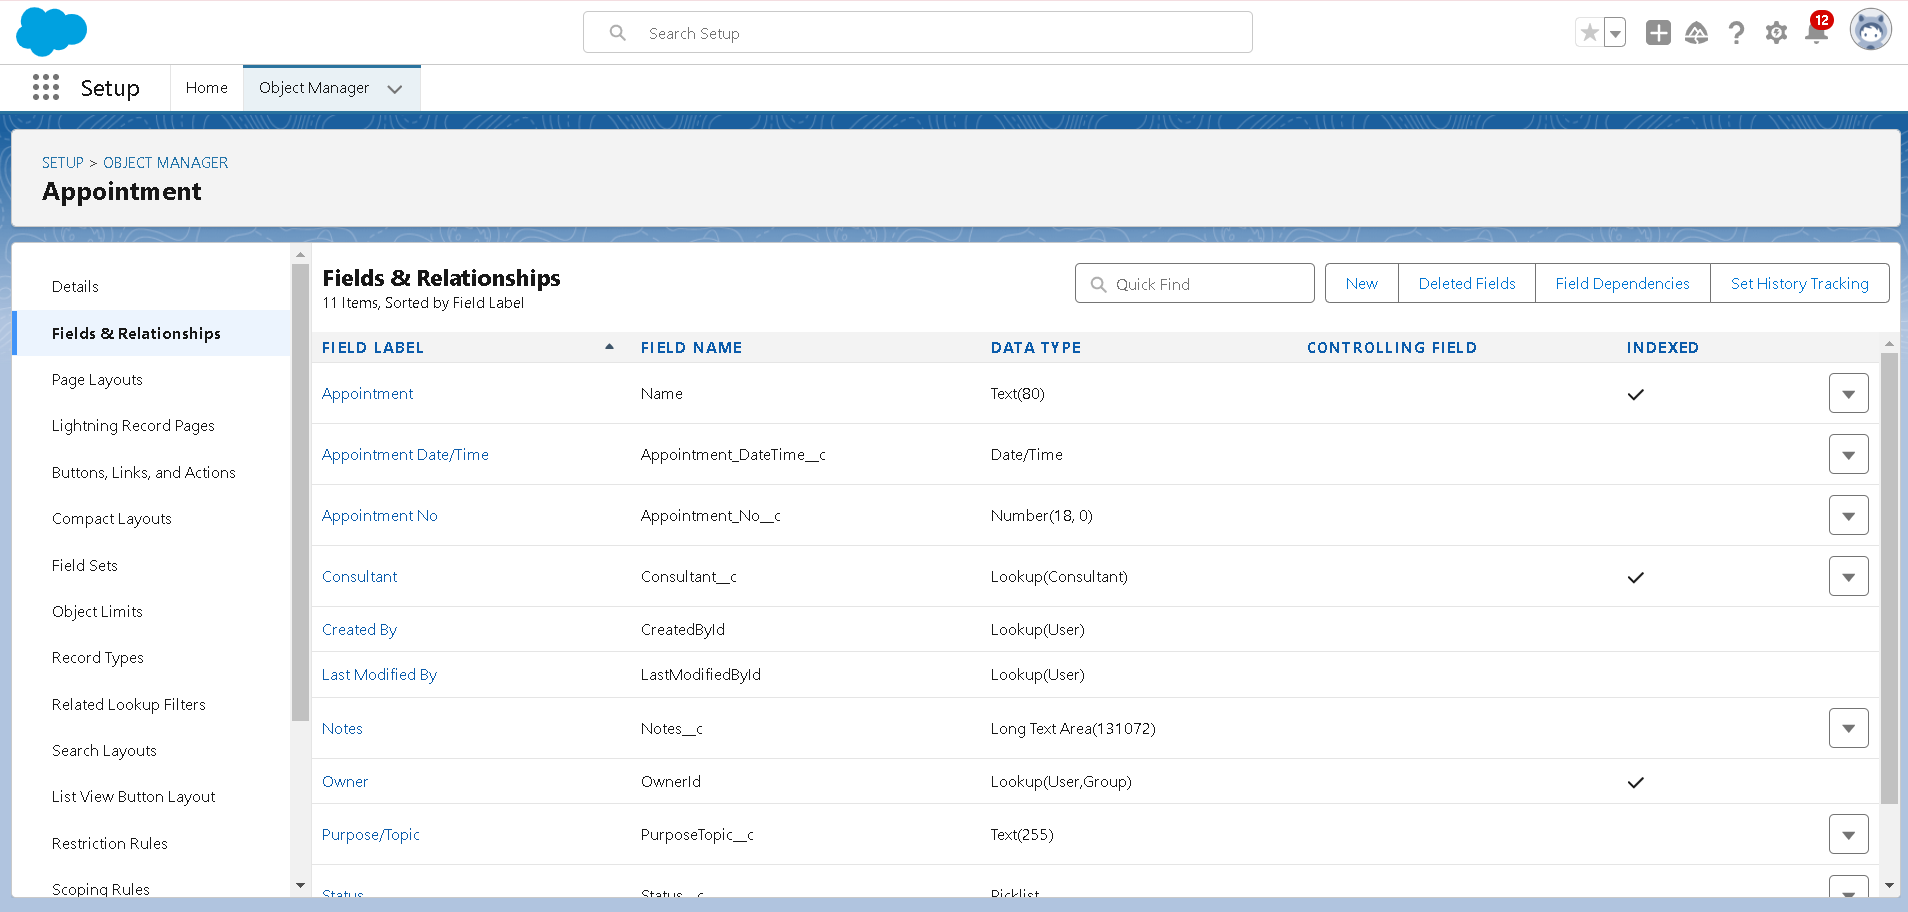 Search Setup
12
Setup
Home
Object Manager
SETUP > OBJECT MANAGER
Appointment
Details
Fields & Relationships
Page Layouts
Lightning Record Pages
Buttons, Links, and Actions
Compact Layouts
Field Sets
Object Limits
Record Types
Related Lookup Filters
Search Layouts
List View Button Layout
Restriction Rules
Scoping Rules
Fields & Relationships
11 Items, Sorted by Field Label
Quick Find
New
Deleted Fields
Field Dependencies
Set History Tracking
FIELD LABEL FIELD NAME DATA TYPE CONTROLLING FIELD INDEXED
Appointment Name Text(80)
Appointment Date/Time Appointment_DateTime__c Date/Time
Appointment No Appointment_No__c Number(18, 0)
Consultant Consultant__c Lookup(Consultant)
Created By CreatedById Lookup(User)
Last Modified By LastModifiedById Lookup(User)
Notes Notes__c Long Text Area(131072)
Owner OwnerId Lookup(User,Group)
Purpose/Topic PurposeTopic__c Text(255)
Status Status__c Picklist